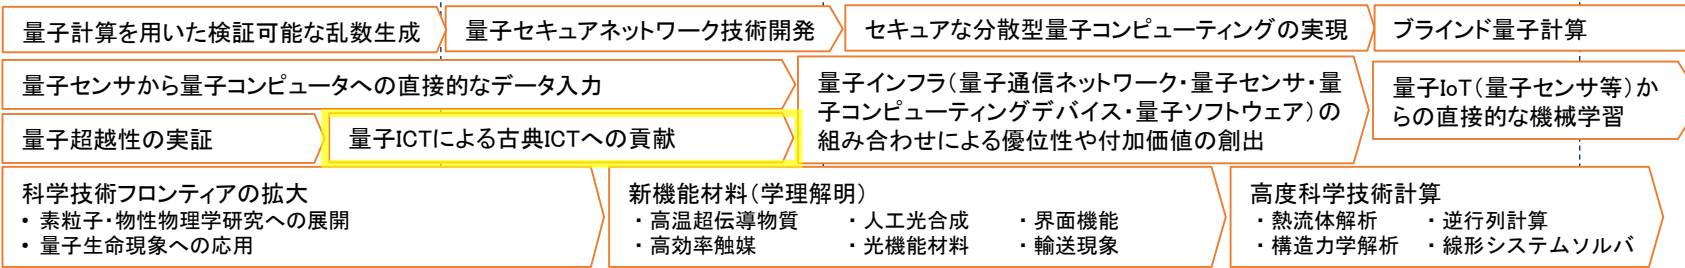 量子計算を用いた検証可能な乱数生成
量子セキュアネットワーク技術開発
セキュアな分散型量子コンピューティングの実現
ブラインド量子計算
量子センサから量子コンピュータへの直接的なデータ入力
量子インフラ(量子通信ネットワーク・量子センサ・量
子コンピューティングデバイス・量子ソフトウェア)の
組み合わせによる優位性や付加価値の創出
量子IoT(量子センサ等)か
らの直接的な機械学習
量子超越性の実証
量子ICTによる古典ICTへの貢献
科学技術フロンティアの拡大
• 素粒子・物性物理学研究への展開
• 量子生命現象への応用
新機能材料(学理解明)
・高温超伝導物質 ・人工光合成 ・界面機能
・高効率触媒 ・光機能材料 ・輸送現象
高度科学技術計算
・熱流体解析 ・逆行列計算
・構造力学解析 ・線形システムソルバ